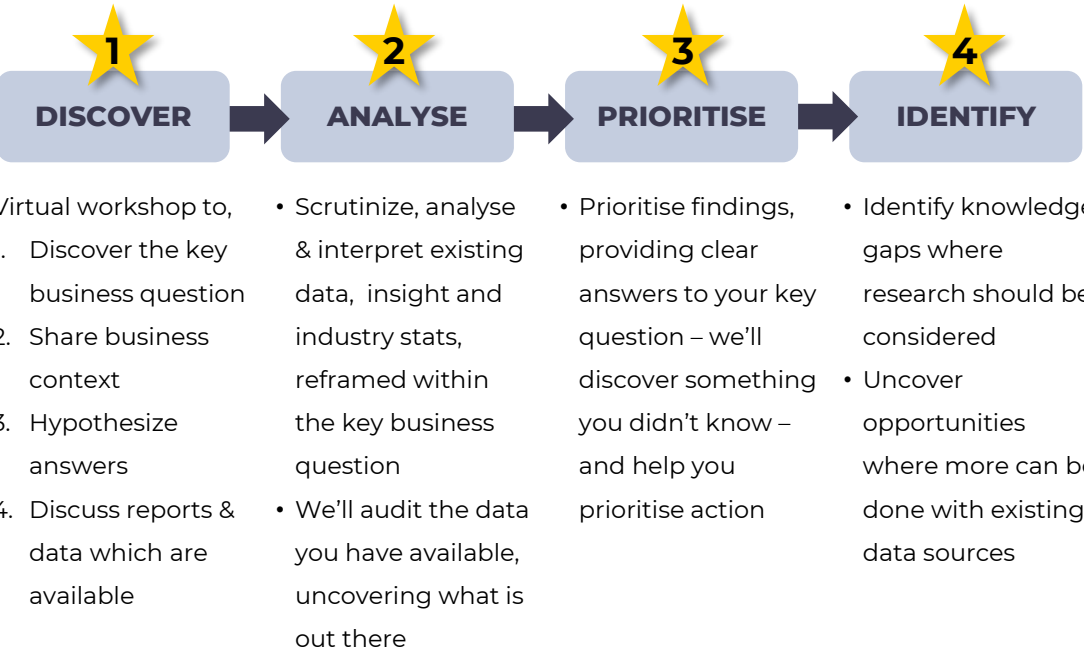 1
DISCOVER
Virtual workshop to,
. Discover the key
business question
2. Share business
context
3. Hypothesize
answers
4. Discuss reports &
data which are
available
2
ANALYSE
• Scrutinize, analyse
& interpret existing
data, insight and
industry stats,
reframed within
the key business
question
• We’ll audit the data
you have available,
uncovering what is
out there
3
PRIORITISE
• Prioritise findings,
providing clear
answers to your key
question – we’ll
discover something
you didn’t know –
and help you
prioritise action
4
IDENTIFY
• Identify knowledge
gaps where
research should be
considered
• Uncover
opportunities
where more can be
done with existing
data sources